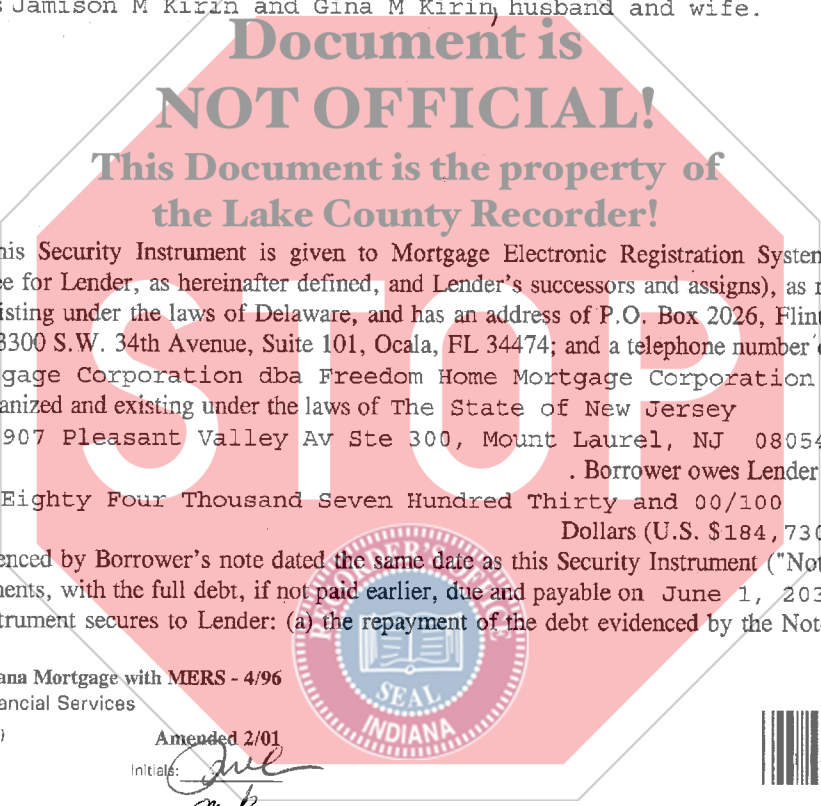 s Jamison M Kirin and Gina M Kirin, husband and wife.
Document is
NOT OFFICIAL!
This Document is the property of
the Lake County Recorder!
his Security Instrument is given to Mortgage Electronic Registration System
ee for Lender, as hereinafter defined, and Lender's successors and assigns), as
isting under the laws of Delaware, and has an address of P.O. Box 2026, Flint
3300 S.W. 34th Avenue, Suite 101, Ocala, FL 34474; and a telephone number
gage Corporation dba Freedom Home Mortgage Corporation
anized and existing under the laws of The State of New Jersey
907 Pleasant Valley Av Ste 300, Mount Laurel, NJ 08054
. Borrower owes Lender
Eighty Four Thousand Seven Hundred Thirty and 00/100
Dollars (U.S. $184,730
enced by Borrower's note dated the same date as this Security Instrument ("Not
nents, with the full debt, if not paid earlier, due and payable on June 1, 203
trument secures to Lender: (a) the repayment of the debt evidenced by the Not
STOP
RECORDER'S OFFICE
SEAL
INDIANA
ana Mortgage with MERS - 4/96
ancial Services
Amended 2/01
Initials: